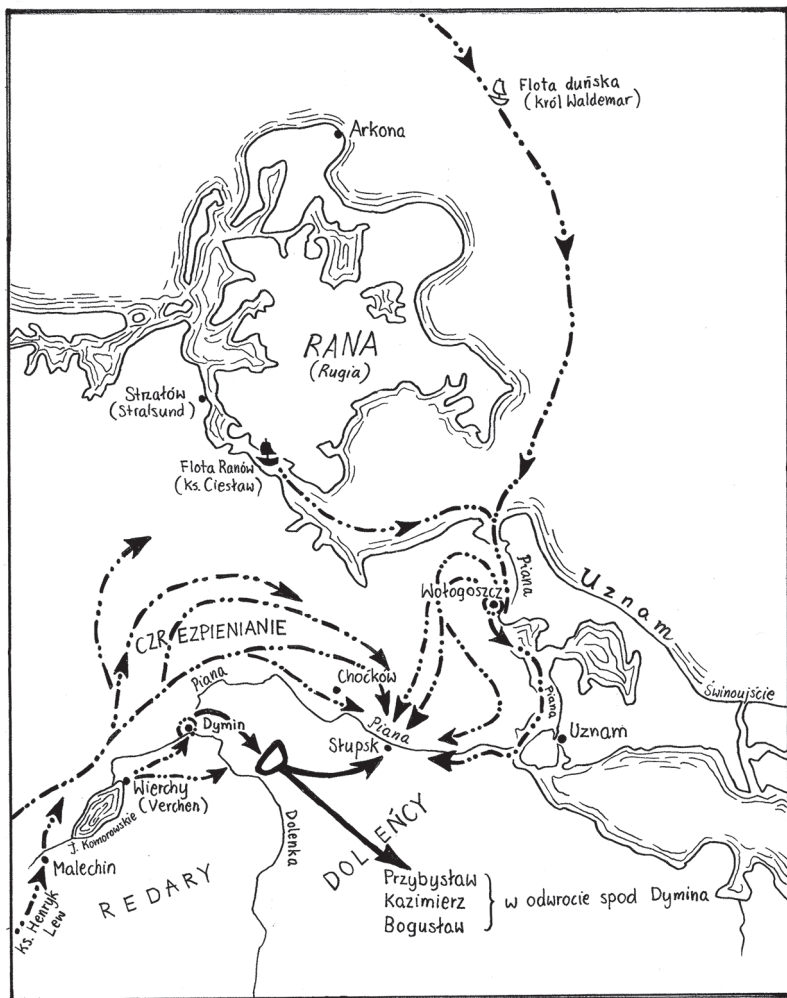 Flota duńska
(król Waldemar)
Arkona
RANA
(Rugia)
Strzałów
(Stralsund)
Flota Ranów
(ks. Ciesław)
Piana
Uznam
Wołogoszcz
CZREZPIENIANIE
Piana
Choćków
Świnoujście
Piana
Dymin
Piana
Uznam
Słupsk
Wierchy
(Verchen)
J. Komorowskie
Dolenka
DOLEŃCY
Malechin
REDARY
ks. Henryk
Lew
Przybysław
Kazimierz
Bogusław
w odwrocie spod Dymina